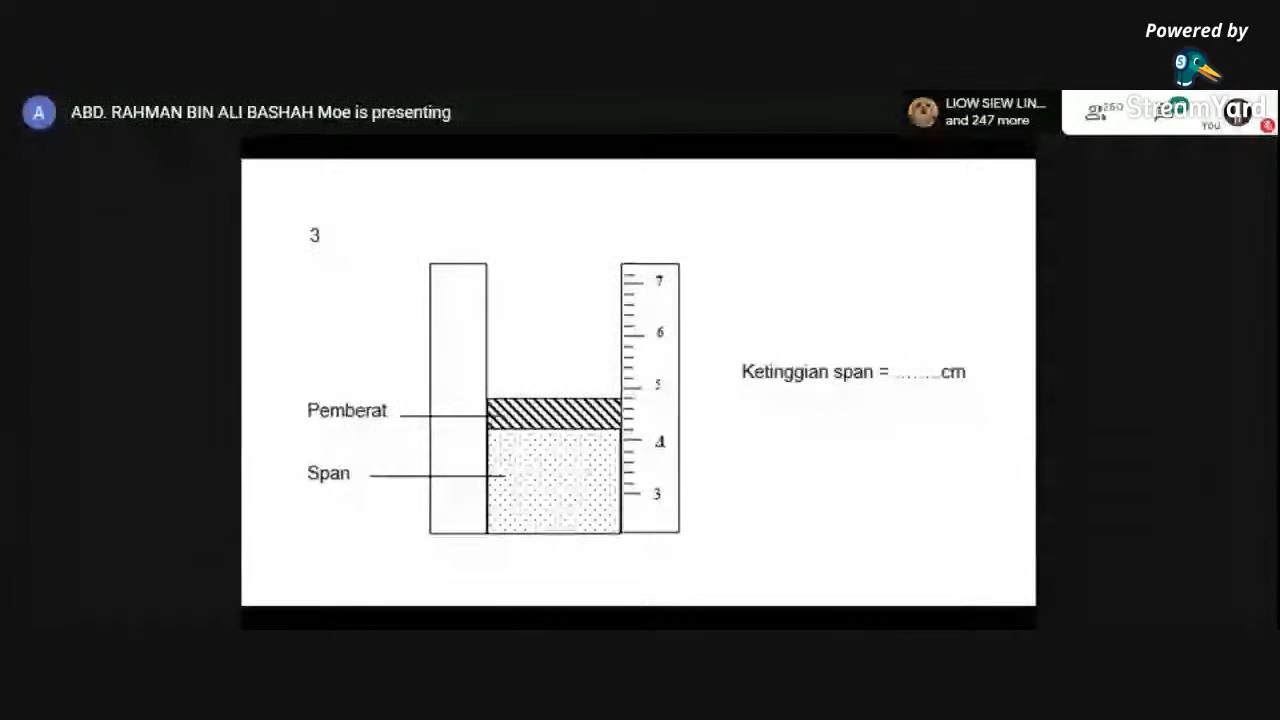 Powered by
StreamYard
A
ABD. RAHMAN BIN ALI BASHAH Moe is presenting
LIOW SIEW LIN...
and 247 more
260
You
3
7
6
5
4
3
Ketinggian span = ........cm
Pemberat
Span